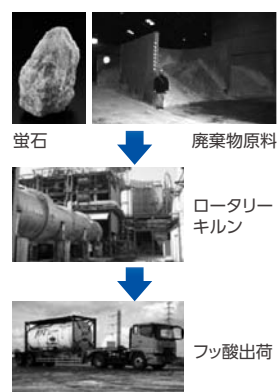 蛍石
廃棄物原料
ロータリー
キルン
フッ酸出荷